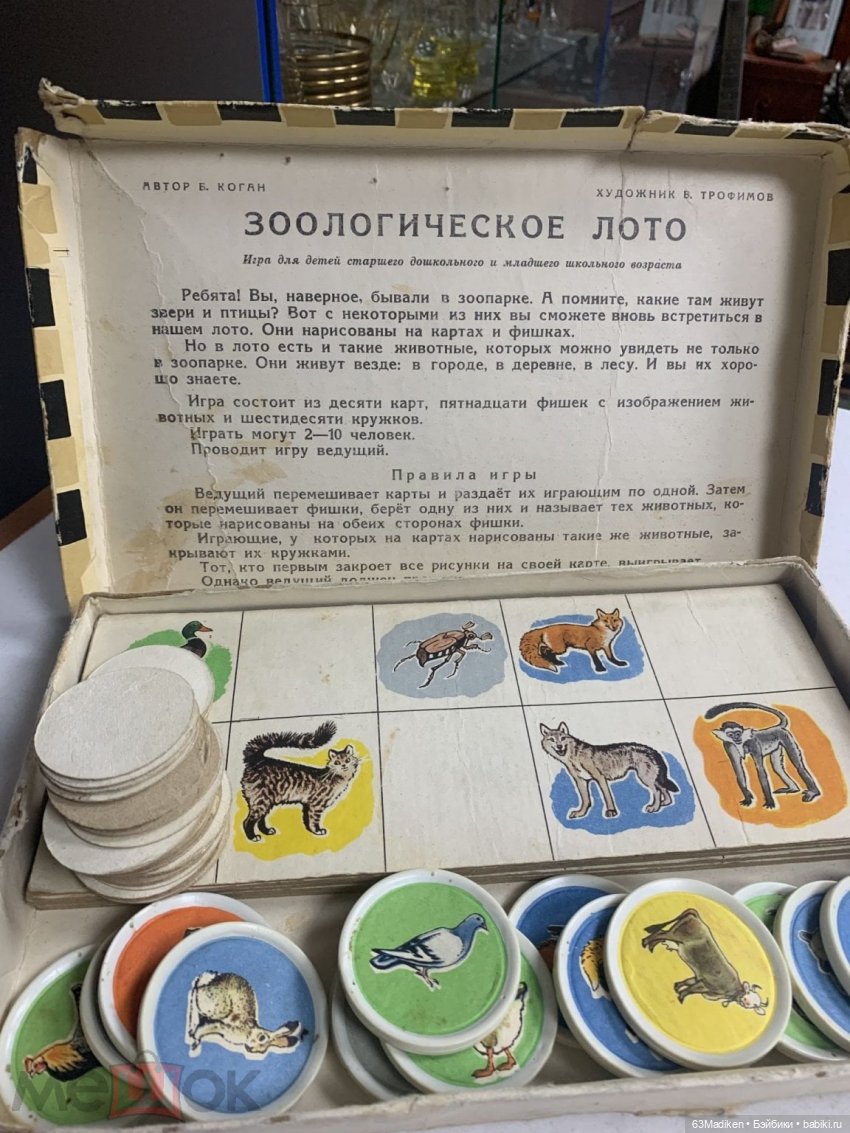 АВТОР Б. КОГАН
ХУДОЖНИК В. ТРОФИМОВ
ЗООЛОГИЧЕСКОЕ ЛОТО
Игра для детей старшего дошкольного и младшего школьного возраста
Ребята! Вы, наверное, бывали в зоопарке. А помните, какие там живут
звери и птицы? Вот с некоторыми из них вы сможете вновь встретиться в
нашем лото. Они нарисованы на картах и фишках.
Но в лото есть и такие животные, которых можно увидеть не только
в зоопарке. Они живут везде: в городе, в деревне, в лесу. И вы их хоро-
шо знаете.
Игра состоит из десяти карт, пятнадцати фишек с изображением жи-
вотных и шестидесяти кружков.
Играть могут 2—10 человек.
Проводит игру ведущий.
Правила игры
Ведущий перемешивает карты и раздаёт их играющим по одной. Затем
он перемешивает фишки, берёт одну из них и называет тех животных, ко-
торые нарисованы на обеих сторонах фишки.
Играющие, у которых на картах нарисованы такие же животные, за-
крывают их кружками.
Тот, кто первым закроет все рисунки на своей карте, выигрывает.
Однако ведущий должен
мешок
63Madiken • Бэйбики • babiki.ru